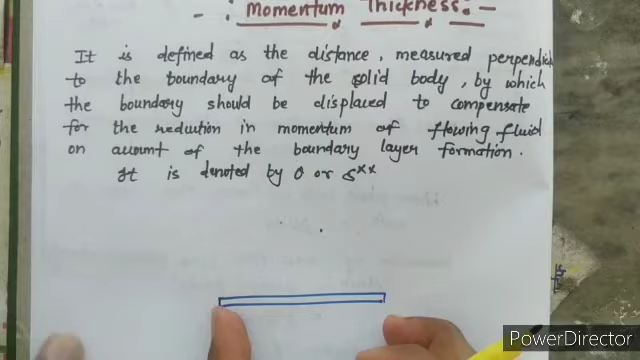 - : Momentum Thickness: -
It is defined as the distance, measured perpendicu
to the boundary of the solid body, by which
the boundary should be displaced to compensate
for the reduction in momentum of flowing fluid
on account of the boundary layer formation.
It is denoted by θ or δ**
PowerDirector